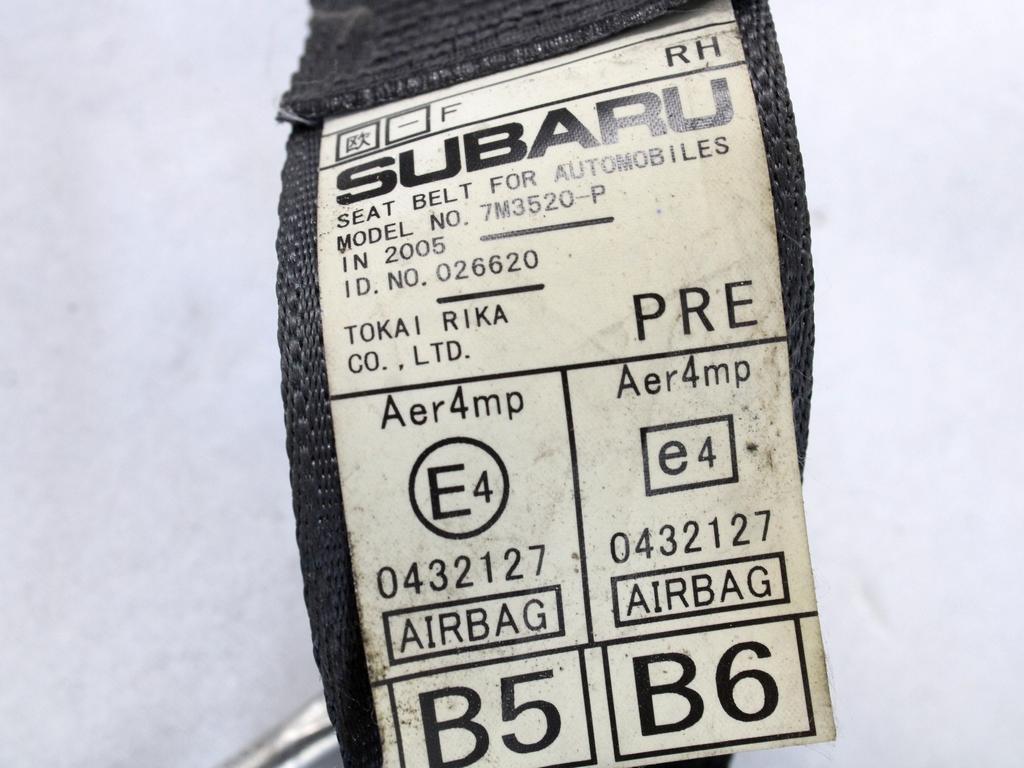 RH
欧 一 F
SUBARU
SEAT BELT FOR AUTOMOBILES
MODEL NO. 7M3520-P
IN 2005
ID. NO. 026620
TOKAI RIKA
CO., LTD.
PRE
Aer4mp
E4
0432127
AIRBAG
B5
Aer4mp
e4
0432127
AIRBAG
B6